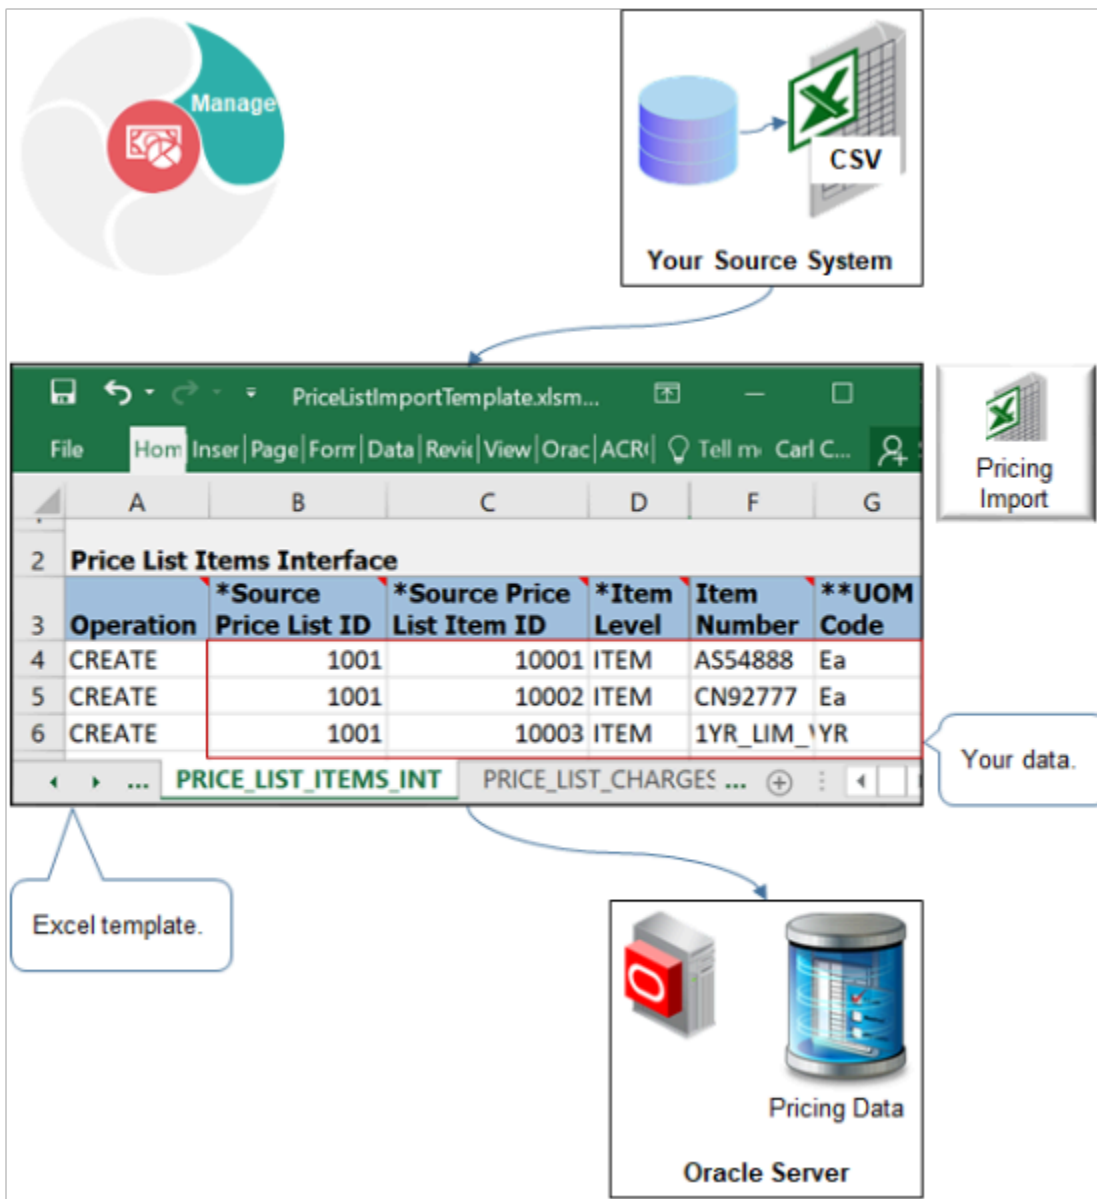 Manage
CSV
Your Source System
PriceListImportTemplate.xlsm...
File Hom Inser Page Form Data Revie View Orac ACR Tell m Carl C...
Pricing
Import
A B C D F G
2 Price List Items Interface
*Source *Source Price *Item Item **UOM
3 Operation Price List ID List Item ID Level Number Code
4 CREATE 1001 10001 ITEM AS54888 Ea
5 CREATE 1001 10002 ITEM CN92777 Ea
6 CREATE 1001 10003 ITEM 1YR_LIM_ YR
Your data.
... PRICE_LIST_ITEMS_INT PRICE_LIST_CHARGES ...
Excel template.
Pricing Data
Oracle Server